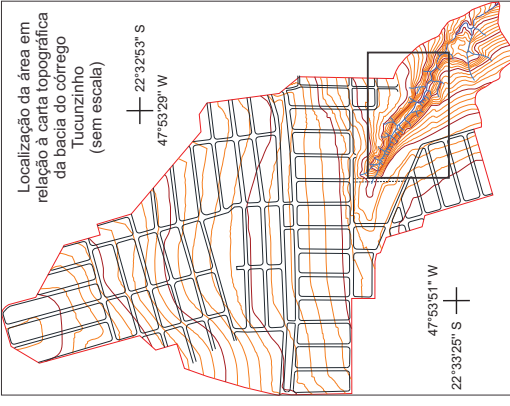 Localização da área em
relação à carta topográfica
da bacia do córrego
Tucunzinho
(sem escala)
22°32'53" S
47°53'29" W
47°53'51" W
22°33'25" S